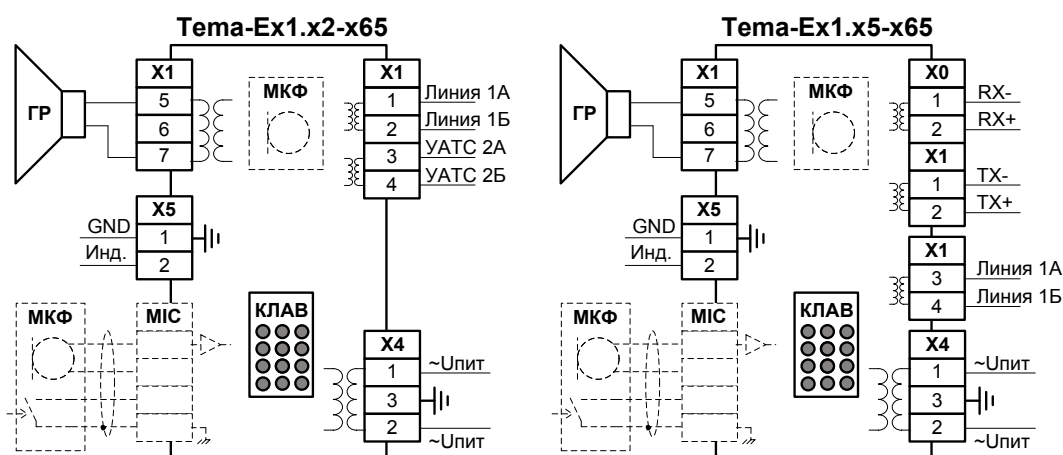 Tema-Ex1.x2-x65
X1
5
6
7
ГР
МКФ
X1
1
2
3
4
Линия 1А
Линия 1Б
УАТС 2А
УАТС 2Б
X5
1
2
GND
Инд.
МКФ
MIC
КЛАВ
X4
1
3
2
~Uпит
~Uпит
Tema-Ex1.x5-x65
X1
5
6
7
ГР
МКФ
X0
1
2
RX-
RX+
X1
1
2
TX-
TX+
X1
3
4
Линия 1А
Линия 1Б
X5
1
2
GND
Инд.
МКФ
MIC
КЛАВ
X4
1
3
2
~Uпит
~Uпит